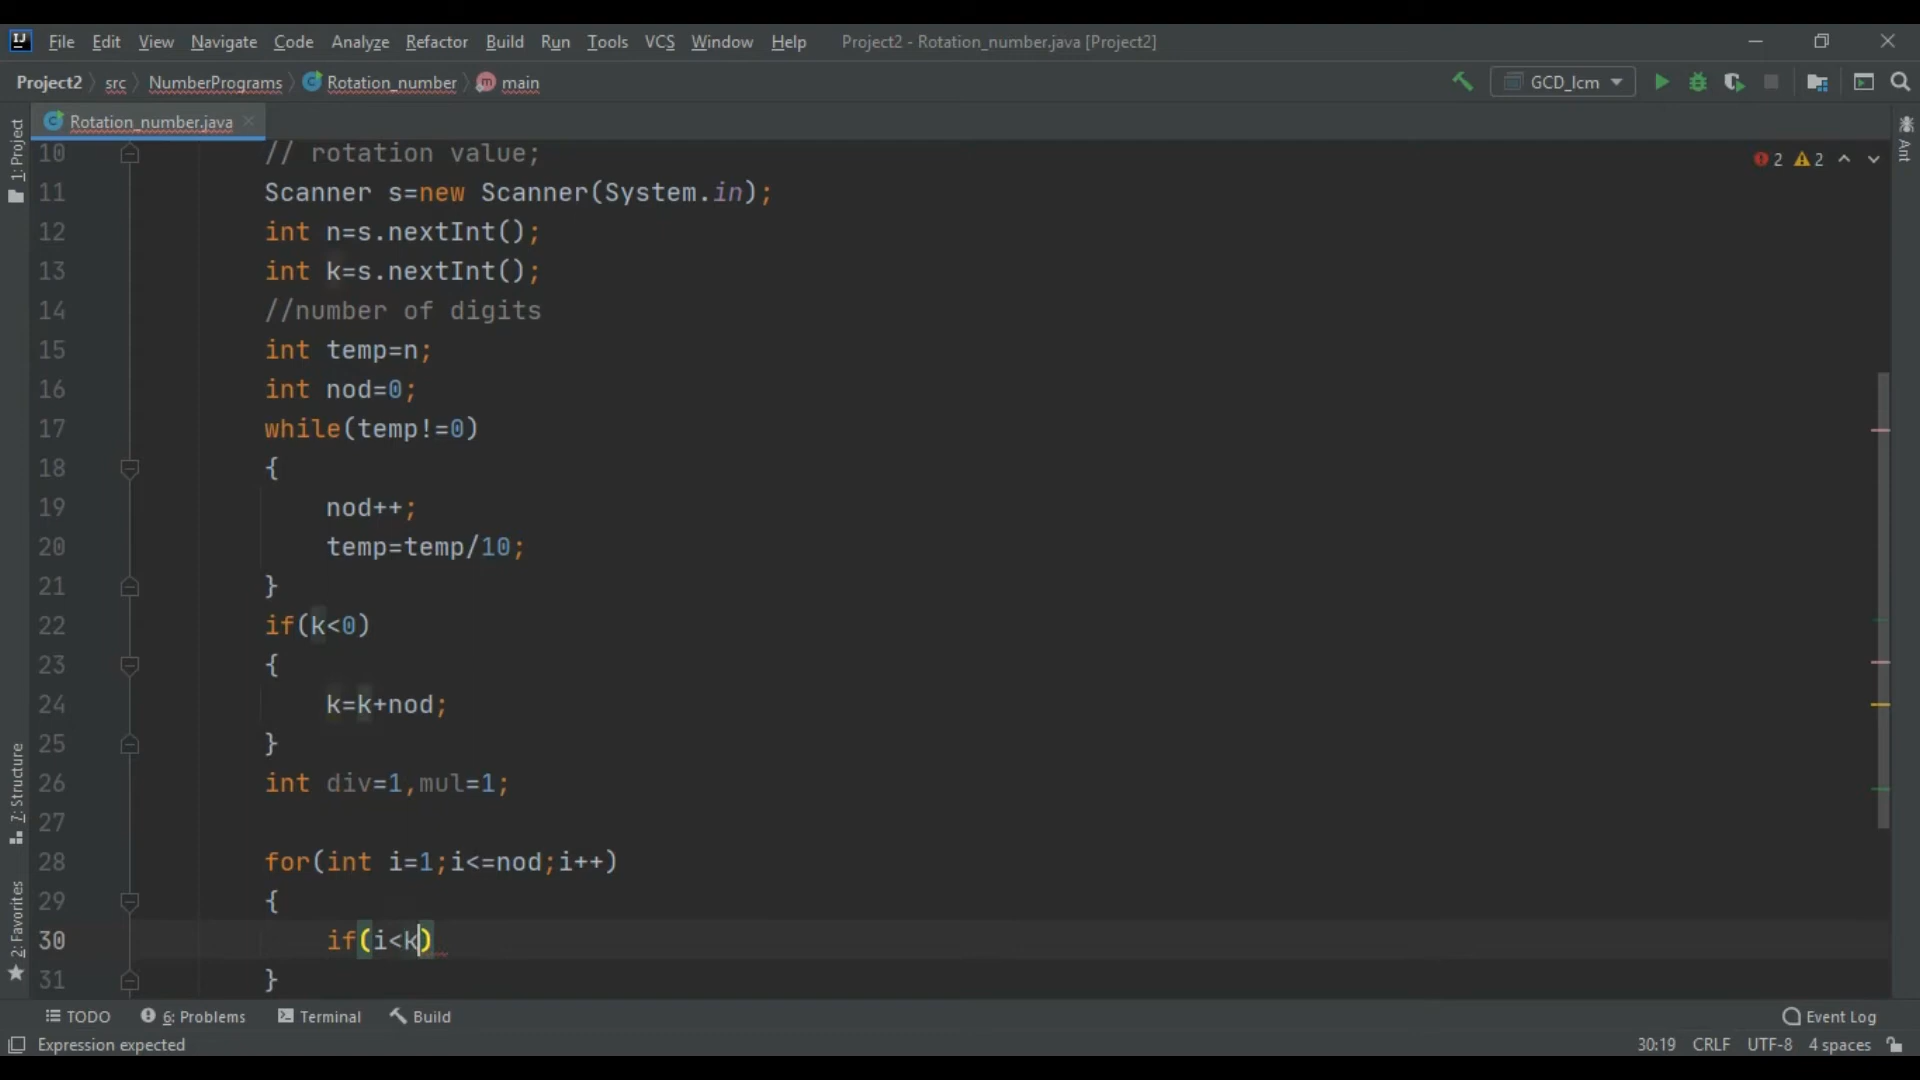 File Edit View Navigate Code Analyze Refactor Build Run Tools VCS Window Help Project2 - Rotation_number.java [Project2]
Project2 src NumberPrograms Rotation_number main GCD_lcm
Rotation_number.java
1: Project
Ant
2 2
10 // rotation value;
11 Scanner s=new Scanner(System.in);
12 int n=s.nextInt();
13 int k=s.nextInt();
14 //number of digits
15 int temp=n;
16 int nod=0;
17 while(temp!=0)
18 {
19 nod++;
20 temp=temp/10;
21 }
22 if(k<0)
23 {
24 k=k+nod;
25 }
26 int div=1,mul=1;
27
28 for(int i=1;i<=nod;i++)
29 {
30 if(i<k)
31 }
7: Structure
2: Favorites
TODO 6: Problems Terminal Build Event Log
Expression expected 30:19 CRLF UTF-8 4 spaces